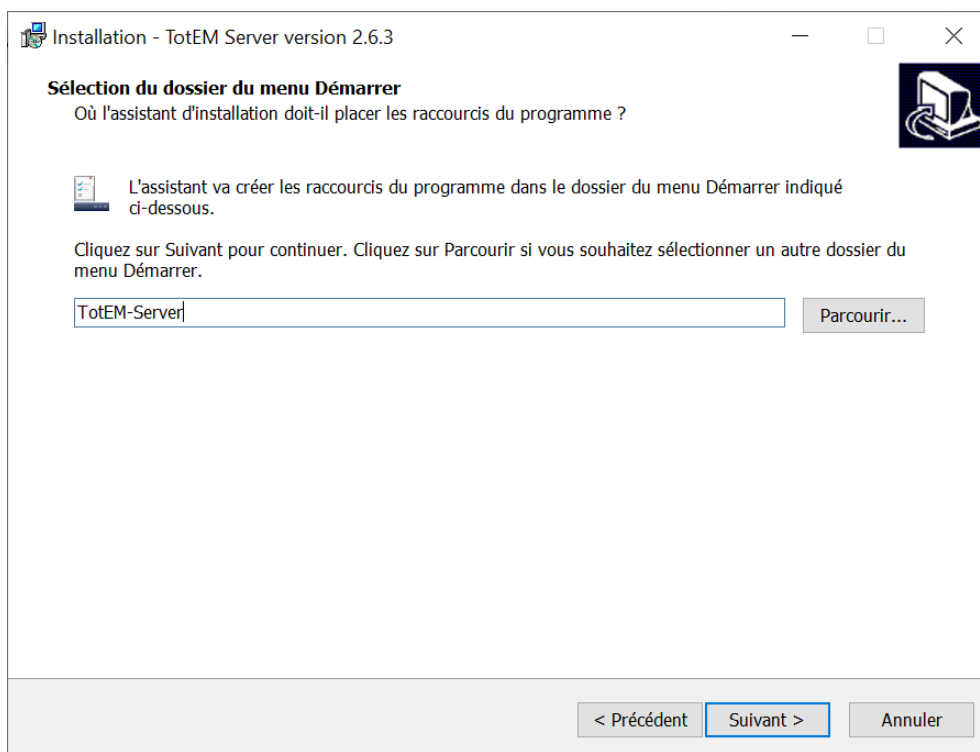 Installation - TotEM Server version 2.6.3
Sélection du dossier du menu Démarrer
Où l'assistant d'installation doit-il placer les raccourcis du programme ?
L'assistant va créer les raccourcis du programme dans le dossier du menu Démarrer indiqué
ci-dessous.
Cliquez sur Suivant pour continuer. Cliquez sur Parcourir si vous souhaitez sélectionner un autre dossier du
menu Démarrer.
TotEM-Server
Parcourir...
< Précédent
Suivant >
Annuler